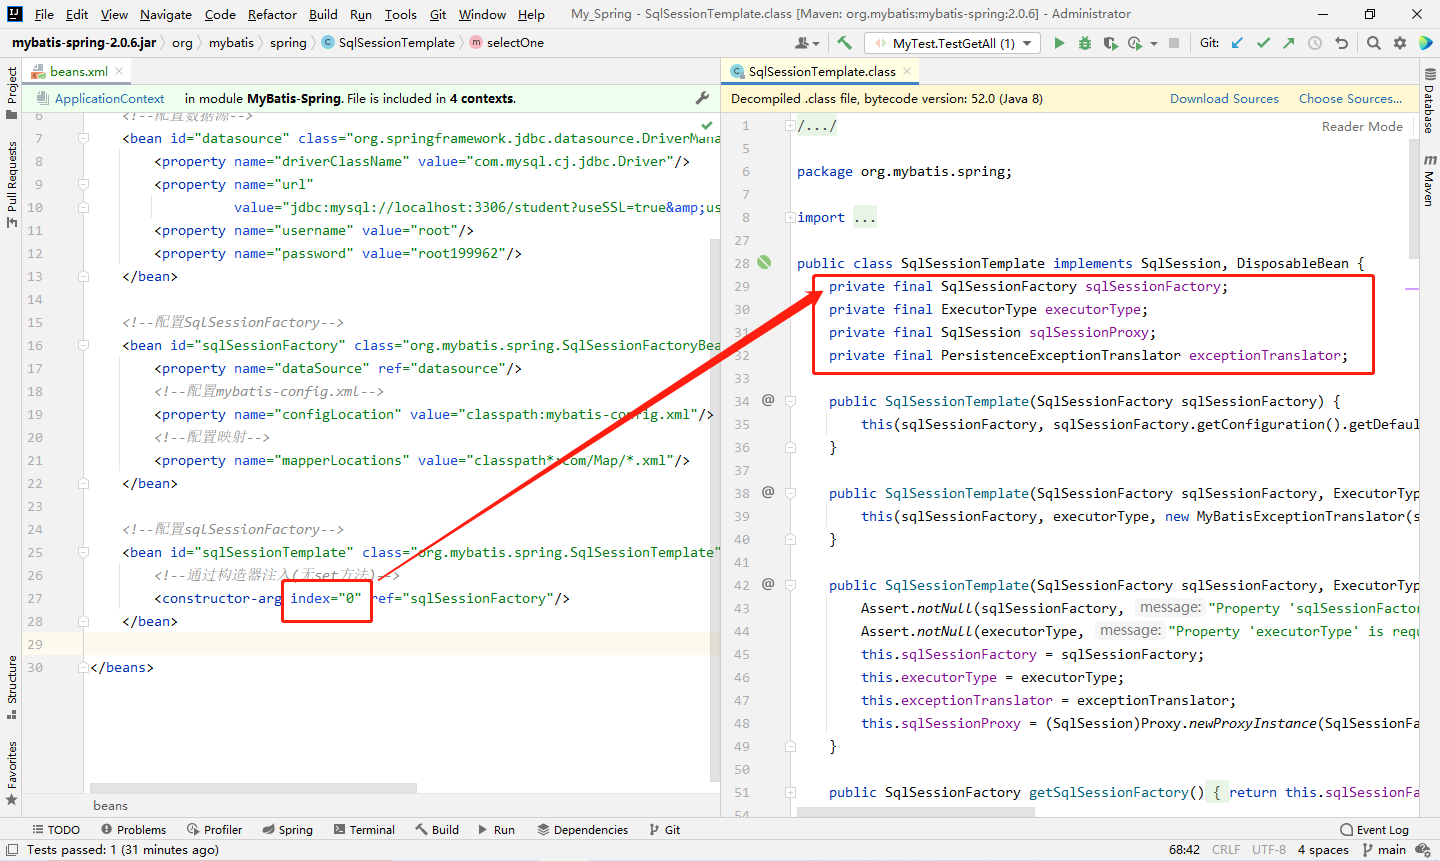 File Edit View Navigate Code Refactor Build Run Tools Git Window Help My_Spring - SqlSessionTemplate.class [Maven: org.mybatis:mybatis-spring:2.0.6] - Administrator
mybatis-spring-2.0.6.jar org mybatis spring SqlSessionTemplate selectOne MyTest.TestGetAll (1) Git:
Project
Pull Requests
Structure
Favorites
beans.xml
ApplicationContext in module MyBatis-Spring. File is included in 4 contexts.
6 <!--配置数据源-->
7 <bean id="datasource" class="org.springframework.jdbc.datasource.DriverMana
8 <property name="driverClassName" value="com.mysql.cj.jdbc.Driver"/>
9 <property name="url"
10 value="jdbc:mysql://localhost:3306/student?useSSL=true&amp;us
11 <property name="username" value="root"/>
12 <property name="password" value="root199962"/>
13 </bean>
14
15 <!--配置SqlSessionFactory-->
16 <bean id="sqlSessionFactory" class="org.mybatis.spring.SqlSessionFactoryBea
17 <property name="dataSource" ref="datasource"/>
18 <!--配置mybatis-config.xml-->
19 <property name="configLocation" value="classpath:mybatis-config.xml"/>
20 <!--配置映射-->
21 <property name="mapperLocations" value="classpath*:com/Map/*.xml"/>
22 </bean>
23
24 <!--配置sqlSessionFactory-->
25 <bean id="sqlSessionTemplate" class="org.mybatis.spring.SqlSessionTemplate"
26 <!--通过构造器注入(无set方法)-->
27 <constructor-arg index="0" ref="sqlSessionFactory"/>
28 </bean>
29
30 </beans>
beans
SqlSessionTemplate.class
Decompiled .class file, bytecode version: 52.0 (Java 8) Download Sources Choose Sources...
Reader Mode
1 /.../
5
6 package org.mybatis.spring;
7
8 import ...
27
28 public class SqlSessionTemplate implements SqlSession, DisposableBean {
29 private final SqlSessionFactory sqlSessionFactory;
30 private final ExecutorType executorType;
31 private final SqlSession sqlSessionProxy;
32 private final PersistenceExceptionTranslator exceptionTranslator;
33
34 @ public SqlSessionTemplate(SqlSessionFactory sqlSessionFactory) {
35 this(sqlSessionFactory, sqlSessionFactory.getConfiguration().getDefaul
36 }
37
38 @ public SqlSessionTemplate(SqlSessionFactory sqlSessionFactory, ExecutorTyp
39 this(sqlSessionFactory, executorType, new MyBatisExceptionTranslator(s
40 }
41
42 @ public SqlSessionTemplate(SqlSessionFactory sqlSessionFactory, ExecutorTyp
43 Assert.notNull(sqlSessionFactory, message: "Property 'sqlSessionFactor
44 Assert.notNull(executorType, message: "Property 'executorType' is requ
45 this.sqlSessionFactory = sqlSessionFactory;
46 this.executorType = executorType;
47 this.exceptionTranslator = exceptionTranslator;
48 this.sqlSessionProxy = (SqlSession)Proxy.newProxyInstance(SqlSessionFa
49 }
50
51 public SqlSessionFactory getSqlSessionFactory() { return this.sqlSessionFa
54
Database
Maven
TODO Problems Profiler Spring Terminal Build Run Dependencies Git Event Log
Tests passed: 1 (31 minutes ago) 68:42 CRLF UTF-8 4 spaces main